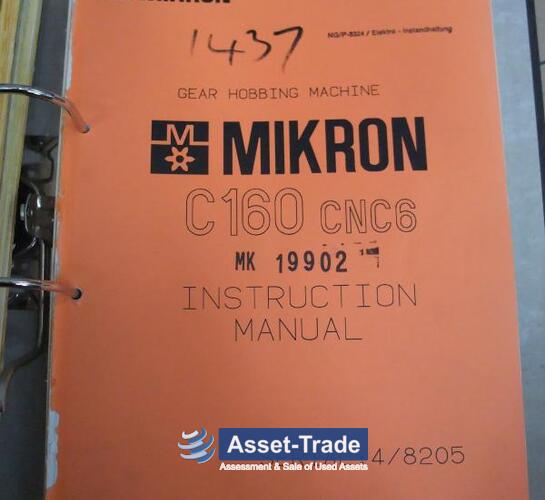 MIKRON
1437
NG/P-8324 / Elektro - Instandhaltung
GEAR HOBBING MACHINE
M MIKRON
C160 CNC6
MK 19902
INSTRUCTION
MANUAL
4/8205
Asset-Trade
Assessment & Sale of Used Assets